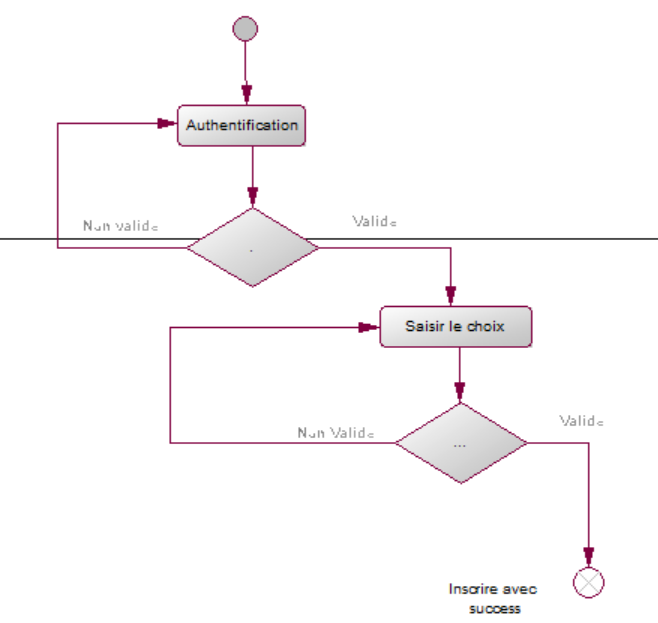 Authentification
Non valide
Valide
.
Saisir le choix
Non Valide
...
Valide
Inscrire avec
success